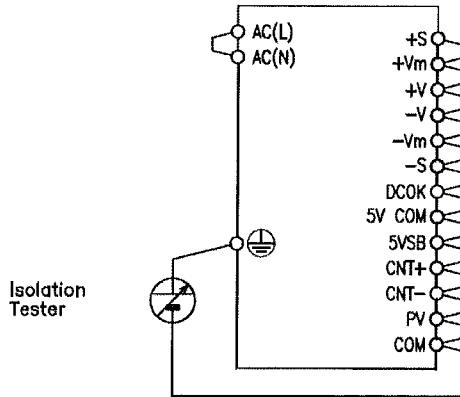 AC(L)
AC(N)
+S
+Vm
+V
−V
−Vm
−S
DCOK
5V COM
5VSB
CNT+
CNT−
PV
COM
Isolation
Tester